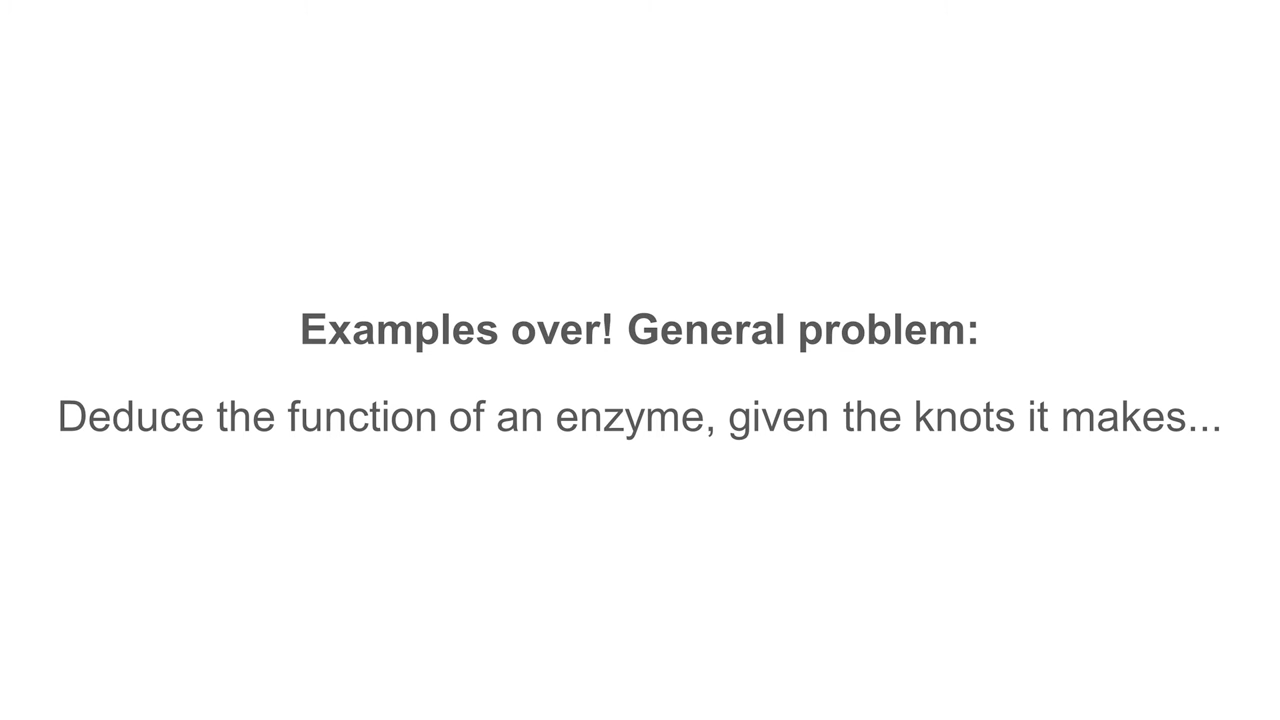 Examples over! General problem:
Deduce the function of an enzyme, given the knots it makes...